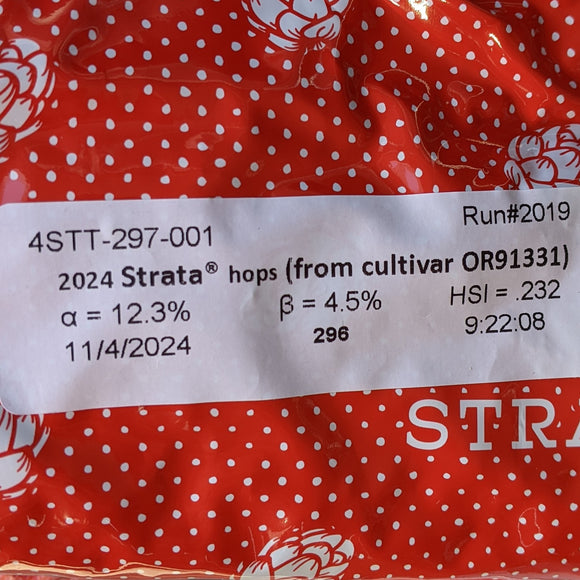 4STT-297-001 Run#2019
2024 Strata® hops (from cultivar OR91331)
α = 12.3% β = 4.5% HSI = .232
11/4/2024 296 9:22:08
STRA